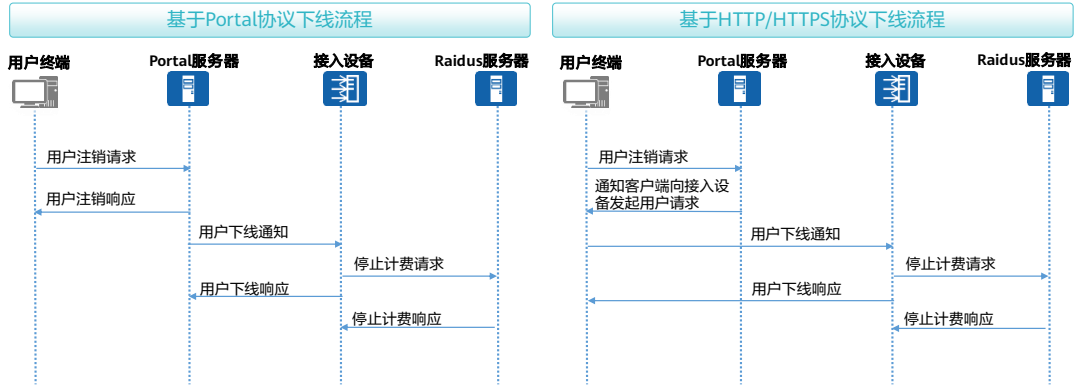 基于Portal协议下线流程
用户终端
Portal服务器
接入设备
Raidus服务器
用户注销请求
用户注销响应
用户下线通知
停止计费请求
用户下线响应
停止计费响应
基于HTTP/HTTPS协议下线流程
用户终端
Portal服务器
接入设备
Raidus服务器
用户注销请求
通知客户端向接入设
备发起用户请求
用户下线通知
停止计费请求
用户下线响应
停止计费响应